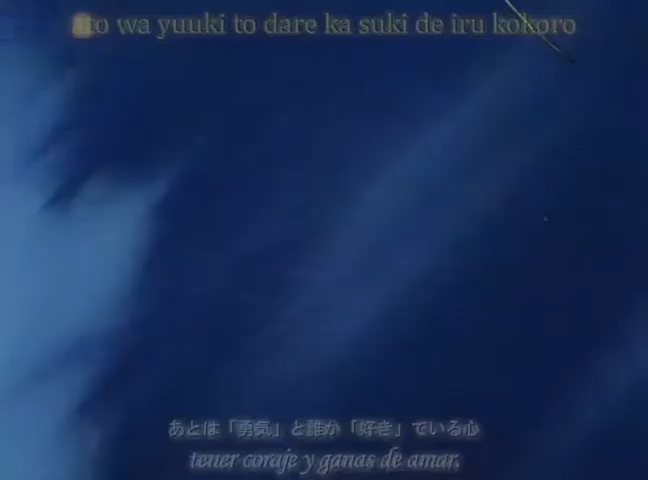 ato wa yuuki to dare ka suki de iru kokoro
あとは「勇気」と誰か「好き」ている心
tener coraje y ganas de amar.